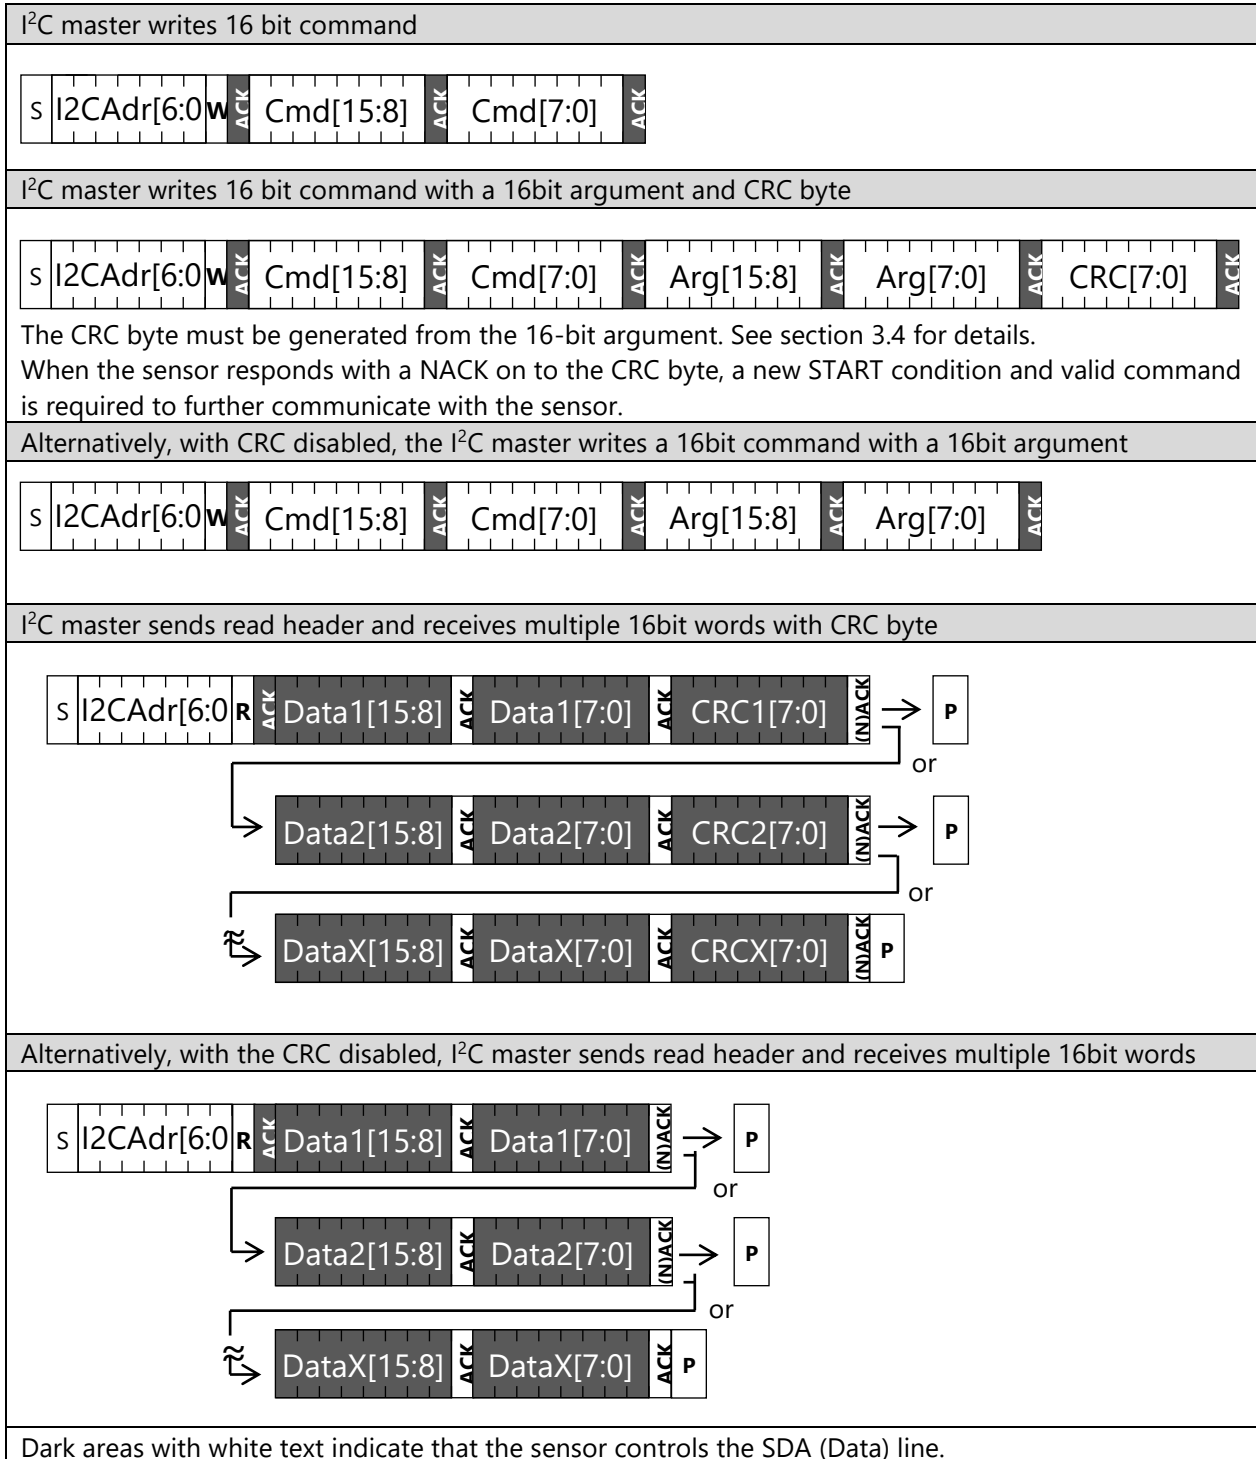 I²C master writes 16 bit command
S I2CAdr[6:0 W ACK Cmd[15:8] ACK Cmd[7:0] ACK
I²C master writes 16 bit command with a 16bit argument and CRC byte
S I2CAdr[6:0 W ACK Cmd[15:8] ACK Cmd[7:0] ACK Arg[15:8] ACK Arg[7:0] ACK CRC[7:0] ACK
The CRC byte must be generated from the 16-bit argument. See section 3.4 for details.
When the sensor responds with a NACK on to the CRC byte, a new START condition and valid command
is required to further communicate with the sensor.
Alternatively, with CRC disabled, the I²C master writes a 16bit command with a 16bit argument
S I2CAdr[6:0 W ACK Cmd[15:8] ACK Cmd[7:0] ACK Arg[15:8] ACK Arg[7:0] ACK
I²C master sends read header and receives multiple 16bit words with CRC byte
S I2CAdr[6:0 R ACK Data1[15:8] ACK Data1[7:0] ACK CRC1[7:0] (N)ACK P
or
Data2[15:8] ACK Data2[7:0] ACK CRC2[7:0] (N)ACK P
or
≈ DataX[15:8] ACK DataX[7:0] ACK CRCX[7:0] (N)ACK P
Alternatively, with the CRC disabled, I²C master sends read header and receives multiple 16bit words
S I2CAdr[6:0 R ACK Data1[15:8] ACK Data1[7:0] (N)ACK P
or
Data2[15:8] ACK Data2[7:0] (N)ACK P
or
≈ DataX[15:8] ACK DataX[7:0] ACK P
Dark areas with white text indicate that the sensor controls the SDA (Data) line.